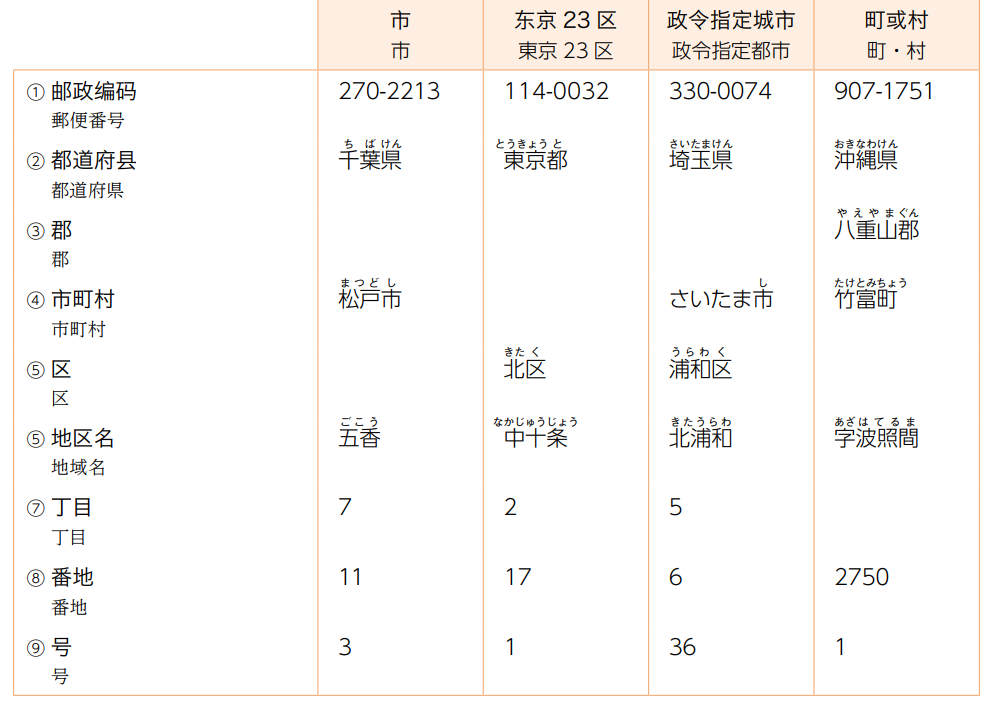 市 东京 23 区 政令指定城市 町或村
市 東京 23 区 政令指定都市 町・村
① 邮政编码 270-2213 114-0032 330-0074 907-1751
郵便番号
ち ば けん とうきょう と さいたまけん おきなわけん
② 都道府县 千葉県 東京都 埼玉県 沖縄県
都道府県
や え やま ぐん
③ 郡 八重山郡
郡
まつ ど し し たけとみちょう
④ 市町村 松戸市 さいたま市 竹富町
市町村
きた く うら わ く
⑤ 区 北区 浦和区
区
ご こう なかじゅうじょう きたうら わ あざ は てる ま
⑤ 地区名 五香 中十条 北浦和 字波照間
地域名
⑦ 丁目 7 2 5
丁目
⑧ 番地 11 17 6 2750
番地
⑨ 号 3 1 36 1
号